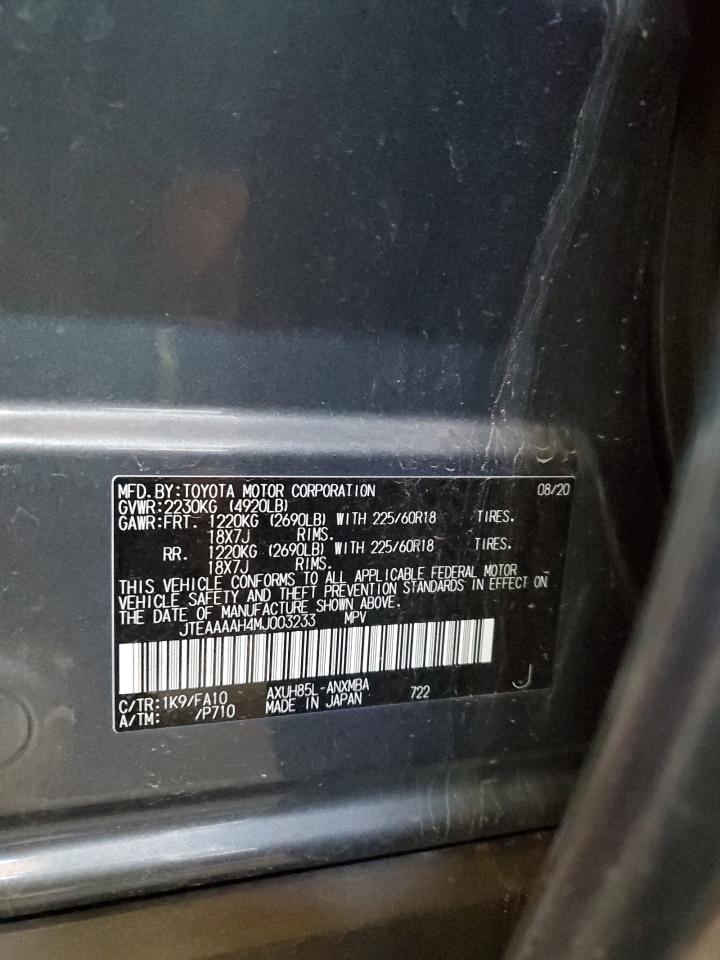 MFD. BY: TOYOTA MOTOR CORPORATION 08/20
GVWR: 2230KG (4920LB)
GAWR: FRT. 1220KG (2690LB) WITH 225/60R18 TIRES.
18X7J RIMS.
RR. 1220KG (2690LB) WITH 225/60R18 TIRES.
18X7J RIMS.
THIS VEHICLE CONFORMS TO ALL APPLICABLE FEDERAL MOTOR
VEHICLE SAFETY AND THEFT PREVENTION STANDARDS IN EFFECT ON
THE DATE OF MANUFACTURE SHOWN ABOVE.
JTEAAAAH4MJ003233 MPV
C/TR: 1K9/FA10 AXUH85L-ANXMBA 722
A/TM: /P710 MADE IN JAPAN